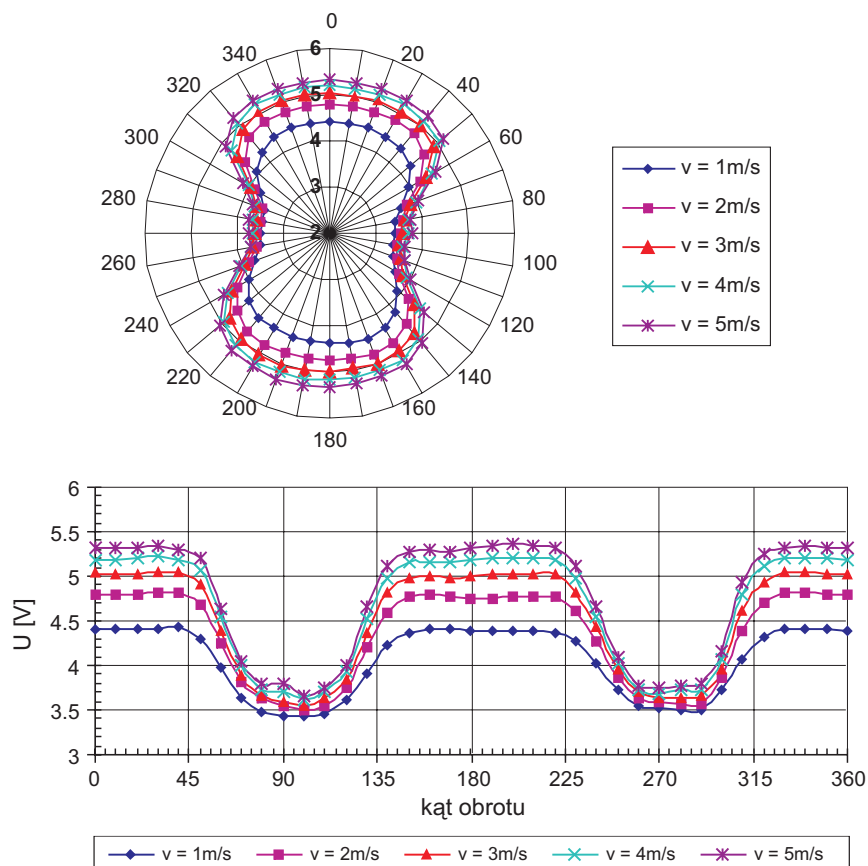 0
340 6 20
320 5 40
300 4 60
280 3 80
2
260 100
240 120
220 140
200 160
180
v = 1m/s
v = 2m/s
v = 3m/s
v = 4m/s
v = 5m/s
6
5.5
5
4.5
4
3.5
3
U [V]
0 45 90 135 180 225 270 315 360
kąt obrotu
v = 1m/s v = 2m/s v = 3m/s v = 4m/s v = 5m/s